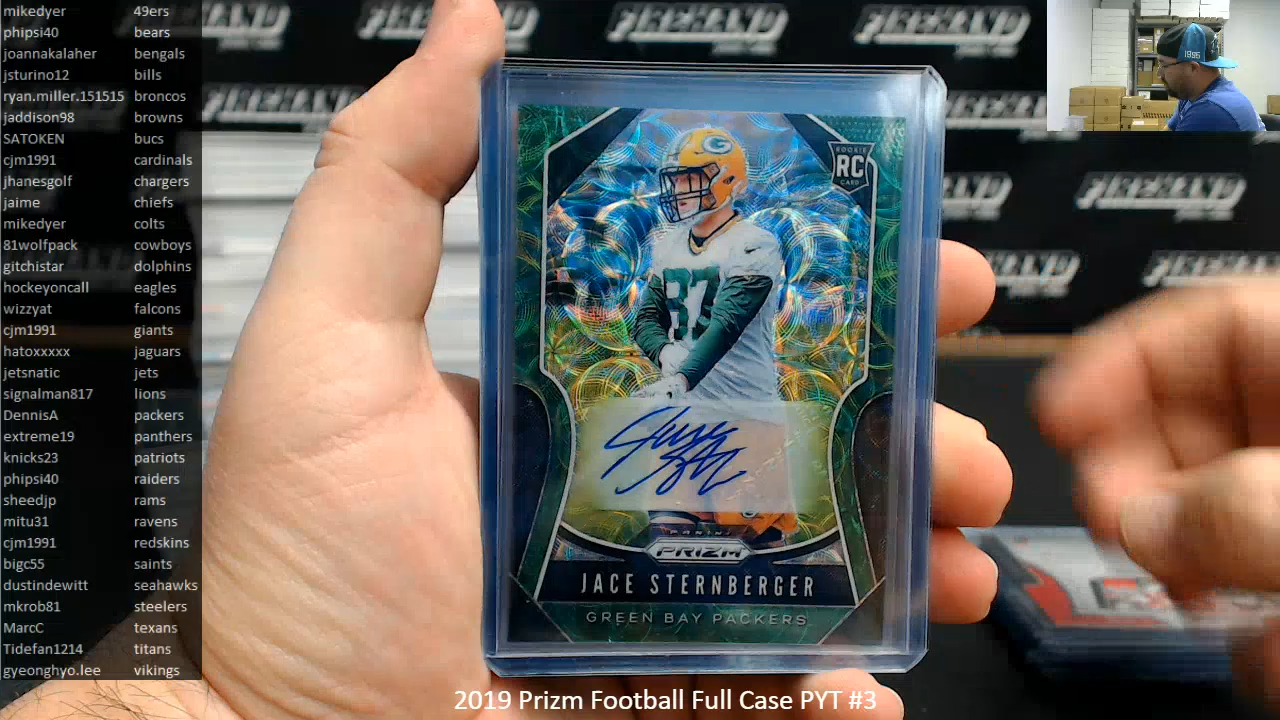 mikedyer 49ers
phipsi40 bears
joannakalaher bengals
jsturino12 bills
ryan.miller.151515 broncos
jaddison98 browns
SATOKEN bucs
cjm1991 cardinals
jhanesgolf chargers
jaime chiefs
mikedyer colts
81wolfpack cowboys
gitchistar dolphins
hockeyoncall eagles
wizzyat falcons
cjm1991 giants
hatoxxxxx jaguars
jetsnatic jets
signalman817 lions
DennisA packers
extreme19 panthers
knicks23 patriots
phipsi40 raiders
sheedjp rams
mitu31 ravens
cjm1991 redskins
bigc55 saints
dustindewitt seahawks
mkrob81 steelers
MarcC texans
Tidefan1214 titans
gyeonghyo.lee vikings
1995
FIREHAND
ROOKIE
RC
CARD
G
87
PANINI
PRIZM
JACE STERNBERGER
GREEN BAY PACKERS
2019 Prizm Football Full Case PYT #3